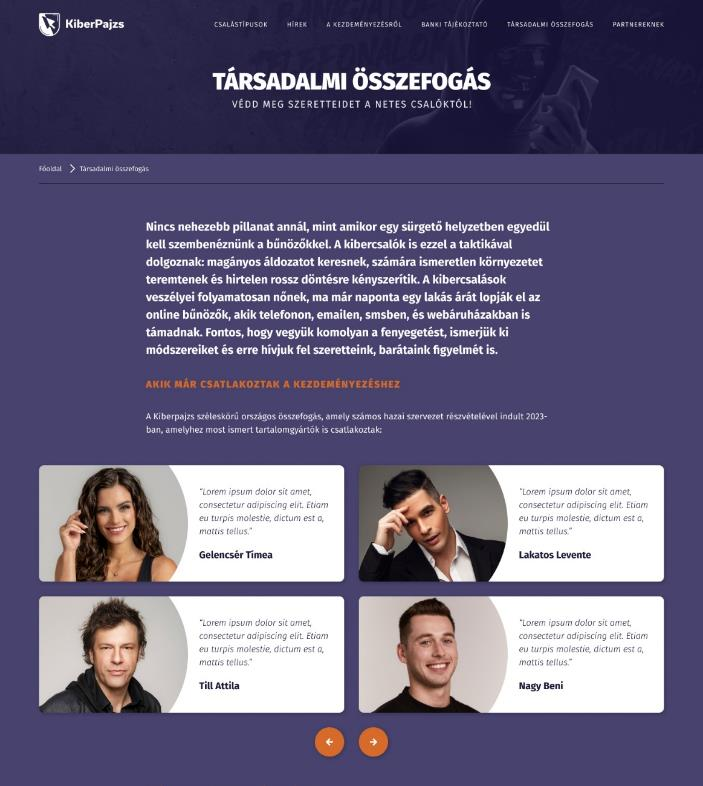 KiberPajzs
CSALÁSTÍPUSOK HÍREK A KEZDEMÉNYEZÉSRŐL BANKI TÁJÉKOZTATÓ TÁRSADALMI ÖSSZEFOGÁS PARTNEREKNEK
TÁRSADALMI ÖSSZEFOGÁS
VÉDD MEG SZERETTEIDET A NETES CSALÓKTÓL!
Főoldal Társadalmi összefogás
Nincs nehezebb pillanat annál, mint amikor egy sürgető helyzetben egyedül
kell szembenéznünk a bűnözőkkel. A kibercsalók is ezzel a taktikával
dolgoznak: magányos áldozatot keresnek, számára ismeretlen környezetet
teremtenek és hirtelen rossz döntésre kényszerítik. A kibercsalások
veszélyei folyamatosan nőnek, ma már naponta egy lakás árát lopják el az
online bűnözők, akik telefonon, emailen, smsben, és webáruházakban is
támadnak. Fontos, hogy vegyük komolyan a fenyegetést, ismerjük ki
módszereiket és erre hívjuk fel szeretteink, barátaink figyelmét is.
AKIK MÁR CSATLAKOZTAK A KEZDEMÉNYEZÉSHEZ
A Kiberpajzs széleskörű országos összefogás, amely számos hazai szervezet részvételével indult 2023-
ban, amelyhez most ismert tartalomgyártók is csatlakoztak:
"Lorem ipsum dolor sit amet,
consectetur adipiscing elit. Etiam
eu turpis molestie, dictum est a,
mattis tellus."
Gelencsér Tímea
"Lorem ipsum dolor sit amet,
consectetur adipiscing elit. Etiam
eu turpis molestie, dictum est a,
mattis tellus."
Lakatos Levente
"Lorem ipsum dolor sit amet,
consectetur adipiscing elit. Etiam
eu turpis molestie, dictum est a,
mattis tellus."
Till Attila
"Lorem ipsum dolor sit amet,
consectetur adipiscing elit. Etiam
eu turpis molestie, dictum est a,
mattis tellus."
Nagy Beni